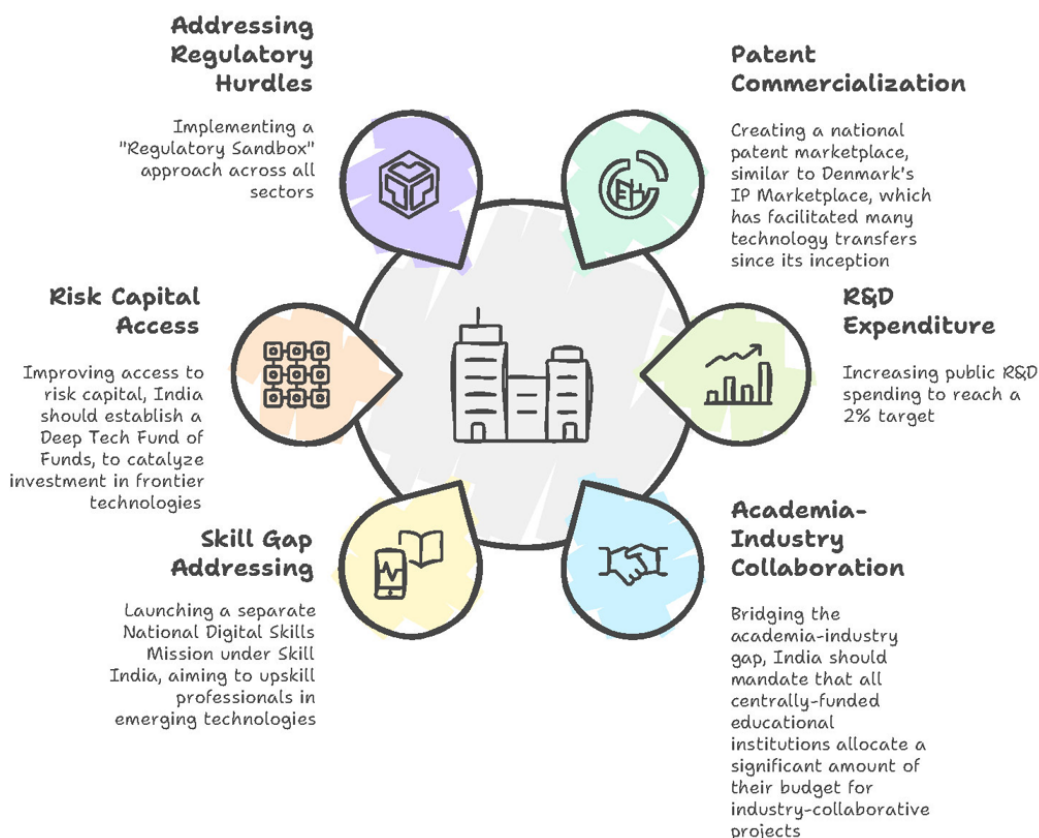 Addressing
Regulatory
Hurdles
Implementing a
"Regulatory Sandbox"
approach across all
sectors
Patent
Commercialization
Creating a national
patent marketplace,
similar to Denmark's
IP Marketplace, which
has facilitated many
technology transfers
since its inception
Risk Capital
Access
Improving access to
risk capital, India
should establish a
Deep Tech Fund of
Funds, to catalyze
investment in frontier
technologies
R&D
Expenditure
Increasing public R&D
spending to reach a
2% target
Skill Gap
Addressing
Launching a separate
National Digital Skills
Mission under Skill
India, aiming to upskill
professionals in
emerging technologies
Academia-
Industry
Collaboration
Bridging the
academia-industry
gap, India should
mandate that all
centrally-funded
educational
institutions allocate a
significant amount of
their budget for
industry-collaborative
projects